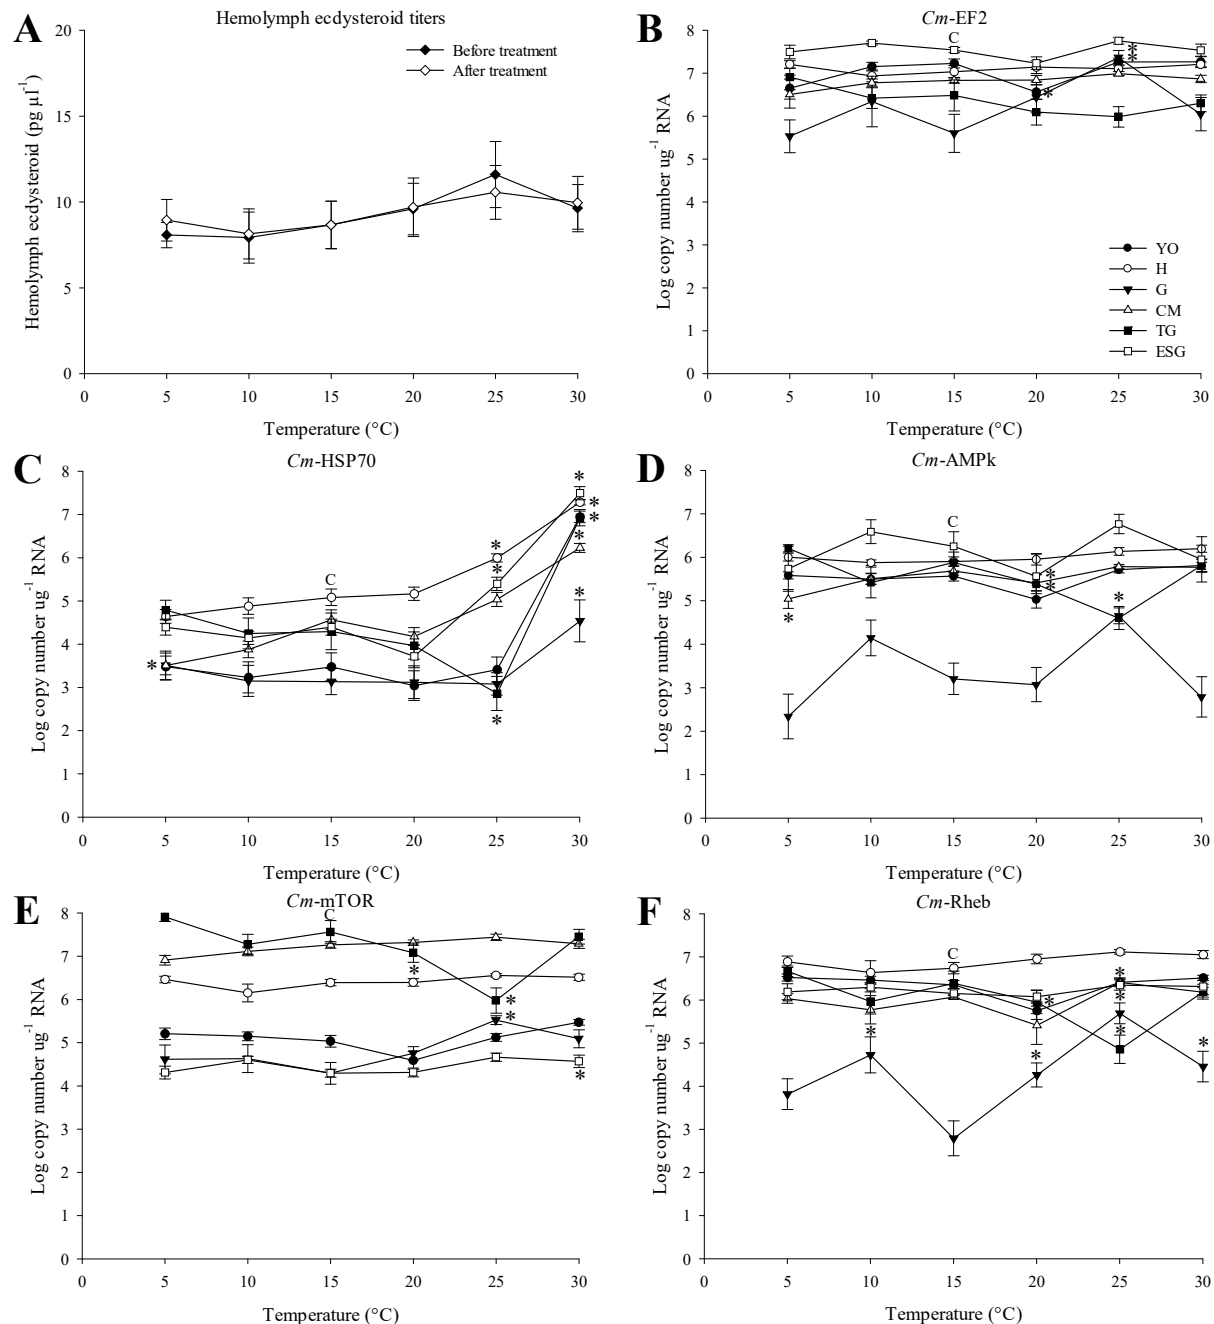 A
Hemolymph ecdysteroid titers
20
15
10
5
0
Hemolymph ecdysteroid (pg µl-1)
Before treatment
After treatment
0 5 10 15 20 25 30
Temperature (°C)
B
Cm-EF2
8
7
6
5
4
3
2
1
0
Log copy number ug-1 RNA
C
*
*
*
YO
H
G
CM
TG
ESG
0 5 10 15 20 25 30
Temperature (°C)
C
Cm-HSP70
8
7
6
5
4
3
2
1
0
Log copy number ug-1 RNA
C
*
*
*
*
*
*
*
*
*
0 5 10 15 20 25 30
Temperature (°C)
D
Cm-AMPk
8
7
6
5
4
3
2
1
0
Log copy number ug-1 RNA
C
*
*
*
*
0 5 10 15 20 25 30
Temperature (°C)
E
Cm-mTOR
8
7
6
5
4
3
2
1
0
Log copy number ug-1 RNA
C
*
*
*
*
0 5 10 15 20 25 30
Temperature (°C)
F
Cm-Rheb
8
7
6
5
4
3
2
1
0
Log copy number ug-1 RNA
C
*
*
*
*
*
*
*
0 5 10 15 20 25 30
Temperature (°C)